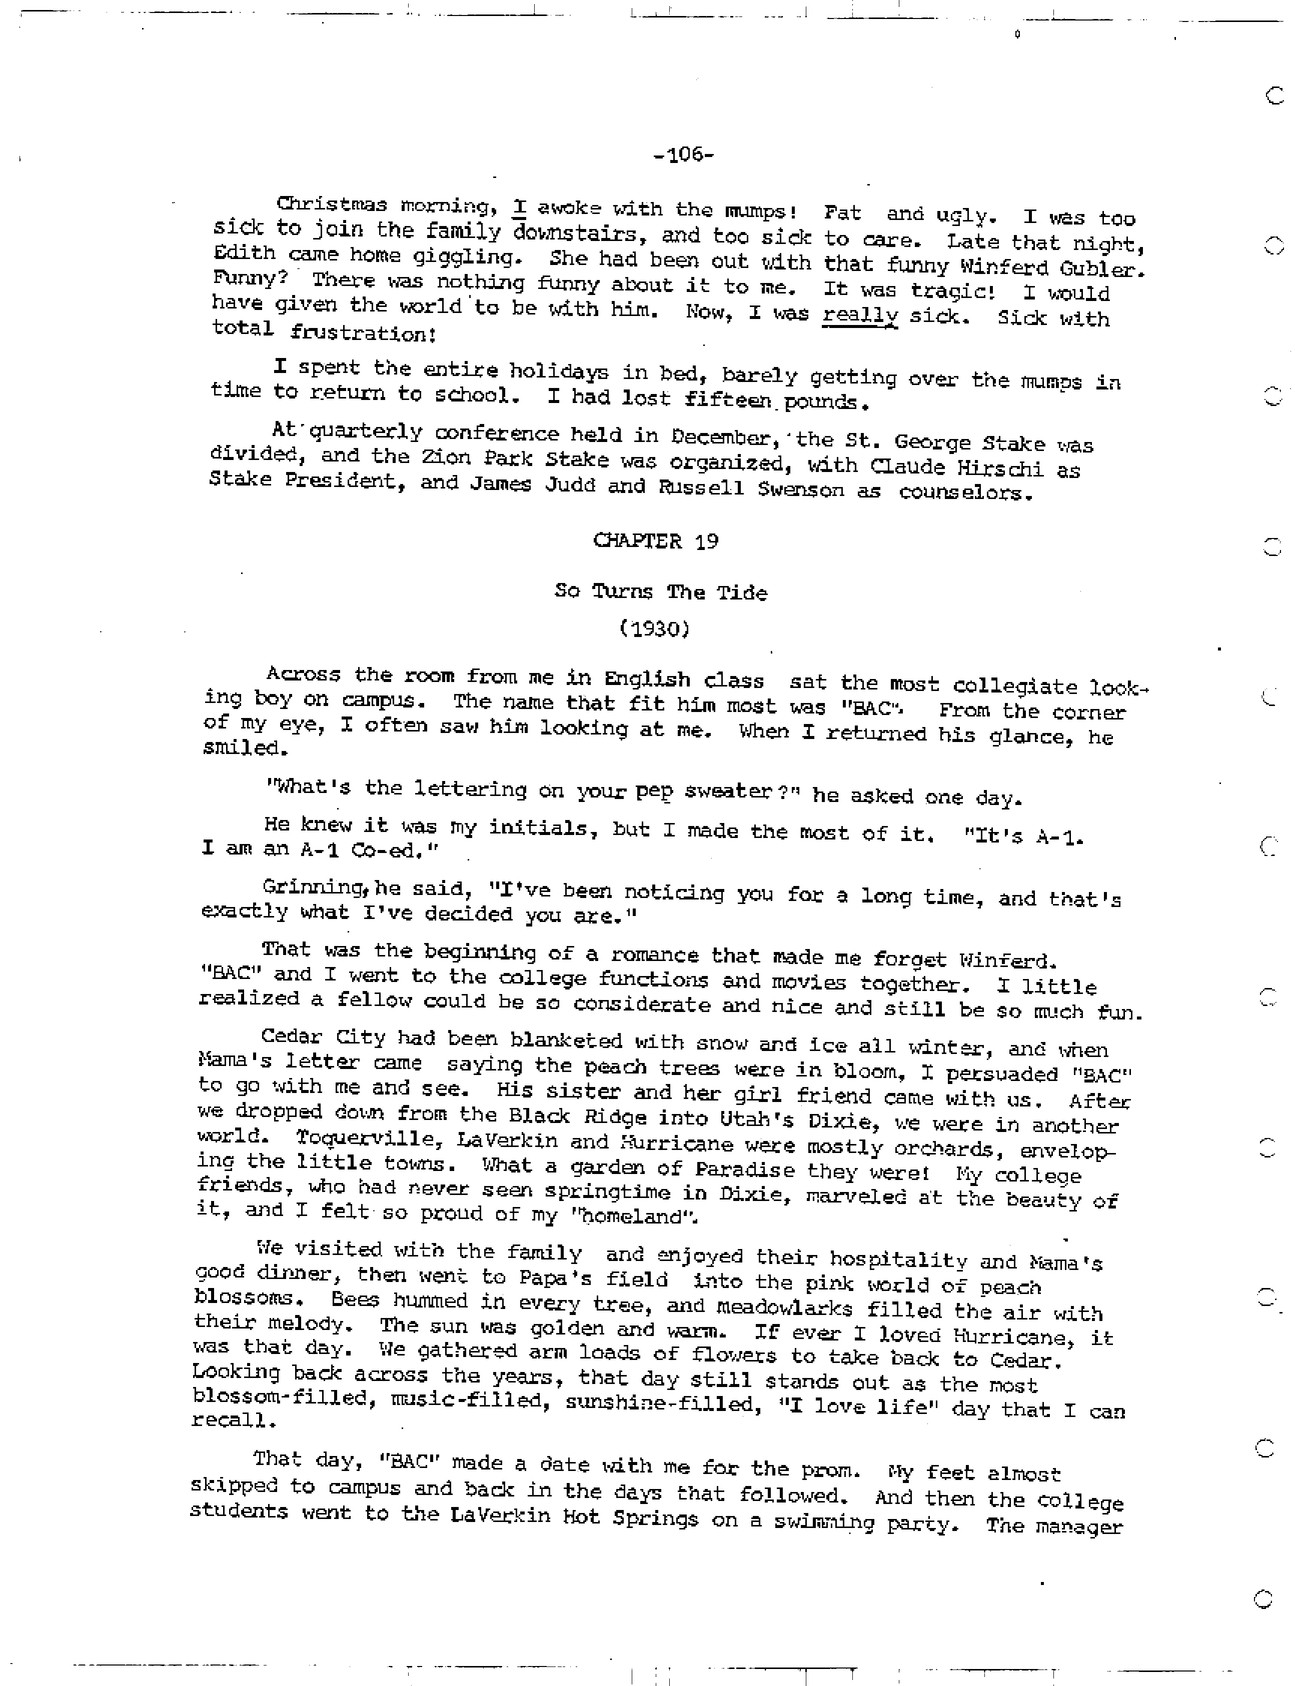 -106-
Christmas morning, I awoke with the mumps! Fat and ugly. I was too
sick to join the family downstairs, and too sick to care. Late that night,
Edith came home giggling. She had been out with that funny Winferd Gubler.
Funny? There was nothing funny about it to me. It was tragic! I would
have given the world to be with him. Now, I was really sick. Sick with
total frustration!
I spent the entire holidays in bed, barely getting over the mumps in
time to return to school. I had lost fifteen pounds.
At quarterly conference held in December, the St. George Stake was
divided, and the Zion Park Stake was organized, with Claude Hirschi as
Stake President, and James Judd and Russell Swenson as counselors.
CHAPTER 19
So Turns The Tide
(1930)
Across the room from me in English class sat the most collegiate look-
ing boy on campus. The name that fit him most was "BAC". From the corner
of my eye, I often saw him looking at me. When I returned his glance, he
smiled.
"What's the lettering on your pep sweater?" he asked one day.
He knew it was my initials, but I made the most of it. "It's A-1.
I am an A-1 Co-ed."
Grinning, he said, "I've been noticing you for a long time, and that's
exactly what I've decided you are."
That was the beginning of a romance that made me forget Winferd.
"BAC" and I went to the college functions and movies together. I little
realized a fellow could be so considerate and nice and still be so much fun.
Cedar City had been blanketed with snow and ice all winter, and when
Mama's letter came saying the peach trees were in bloom, I persuaded "BAC"
to go with me and see. His sister and her girl friend came with us. After
we dropped down from the Black Ridge into Utah's Dixie, we were in another
world. Toquerville, LaVerkin and Hurricane were mostly orchards, envelop-
ing the little towns. What a garden of Paradise they were! My college
friends, who had never seen springtime in Dixie, marveled at the beauty of
it, and I felt so proud of my "homeland".
We visited with the family and enjoyed their hospitality and Mama's
good dinner, then went to Papa's field into the pink world of peach
blossoms. Bees hummed in every tree, and meadowlarks filled the air with
their melody. The sun was golden and warm. If ever I loved Hurricane, it
was that day. We gathered arm loads of flowers to take back to Cedar.
Looking back across the years, that day still stands out as the most
blossom-filled, music-filled, sunshine-filled, "I love life" day that I can
recall.
That day, "BAC" made a date with me for the prom. My feet almost
skipped to campus and back in the days that followed. And then the college
students went to the LaVerkin Hot Springs on a swimming party. The manager